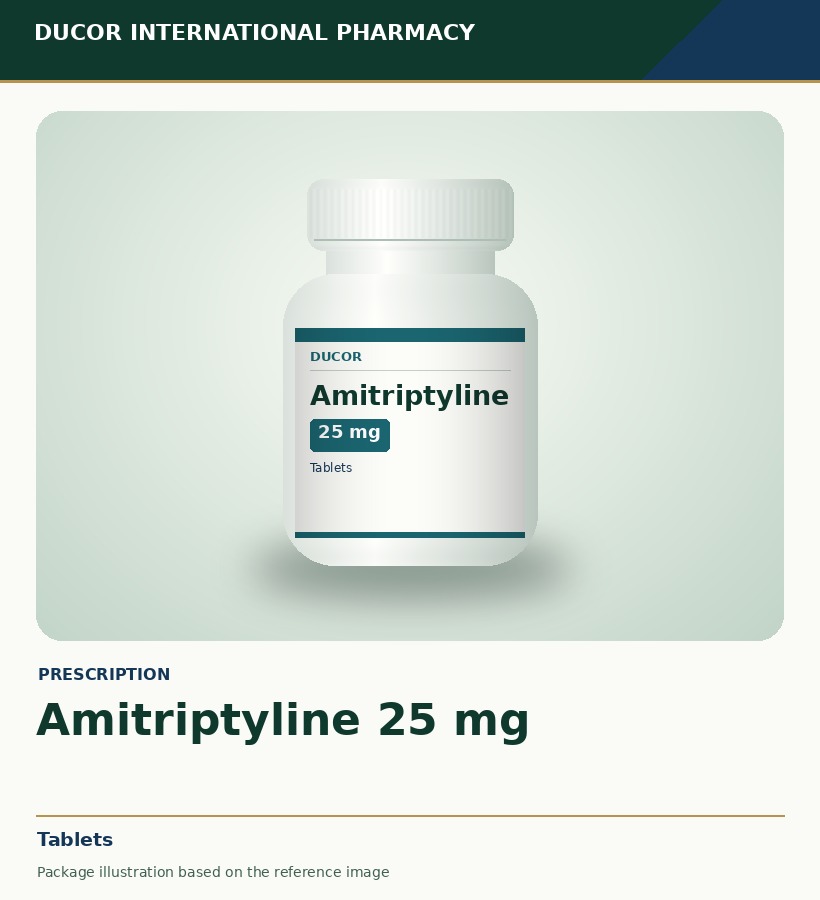 DUCOR INTERNATIONAL PHARMACY
DUCOR
Amitriptyline
25 mg
Tablets
PRESCRIPTION
Amitriptyline 25 mg
Tablets
Package illustration based on the reference image